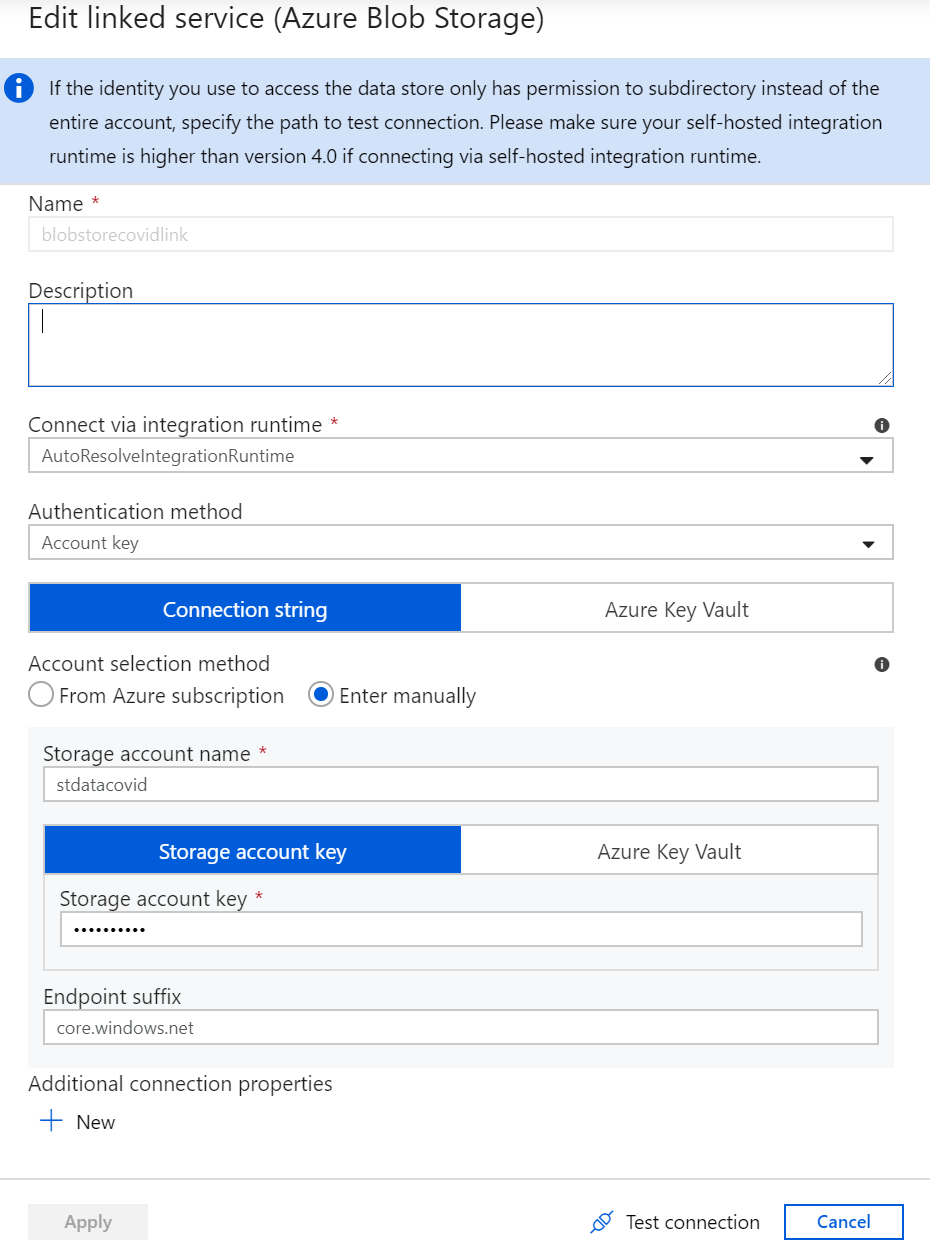 Edit linked service (Azure Blob Storage)
If the identity you use to access the data store only has permission to subdirectory instead of the
entire account, specify the path to test connection. Please make sure your self-hosted integration
runtime is higher than version 4.0 if connecting via self-hosted integration runtime.
Name *
blobstorecovidlink
Description
Connect via integration runtime *
AutoResolveIntegrationRuntime
Authentication method
Account key
Connection string
Azure Key Vault
Account selection method
From Azure subscription
Enter manually
Storage account name *
stdatacovid
Storage account key
Azure Key Vault
Storage account key *
••••••••••
Endpoint suffix
core.windows.net
Additional connection properties
New
Apply
Test connection
Cancel